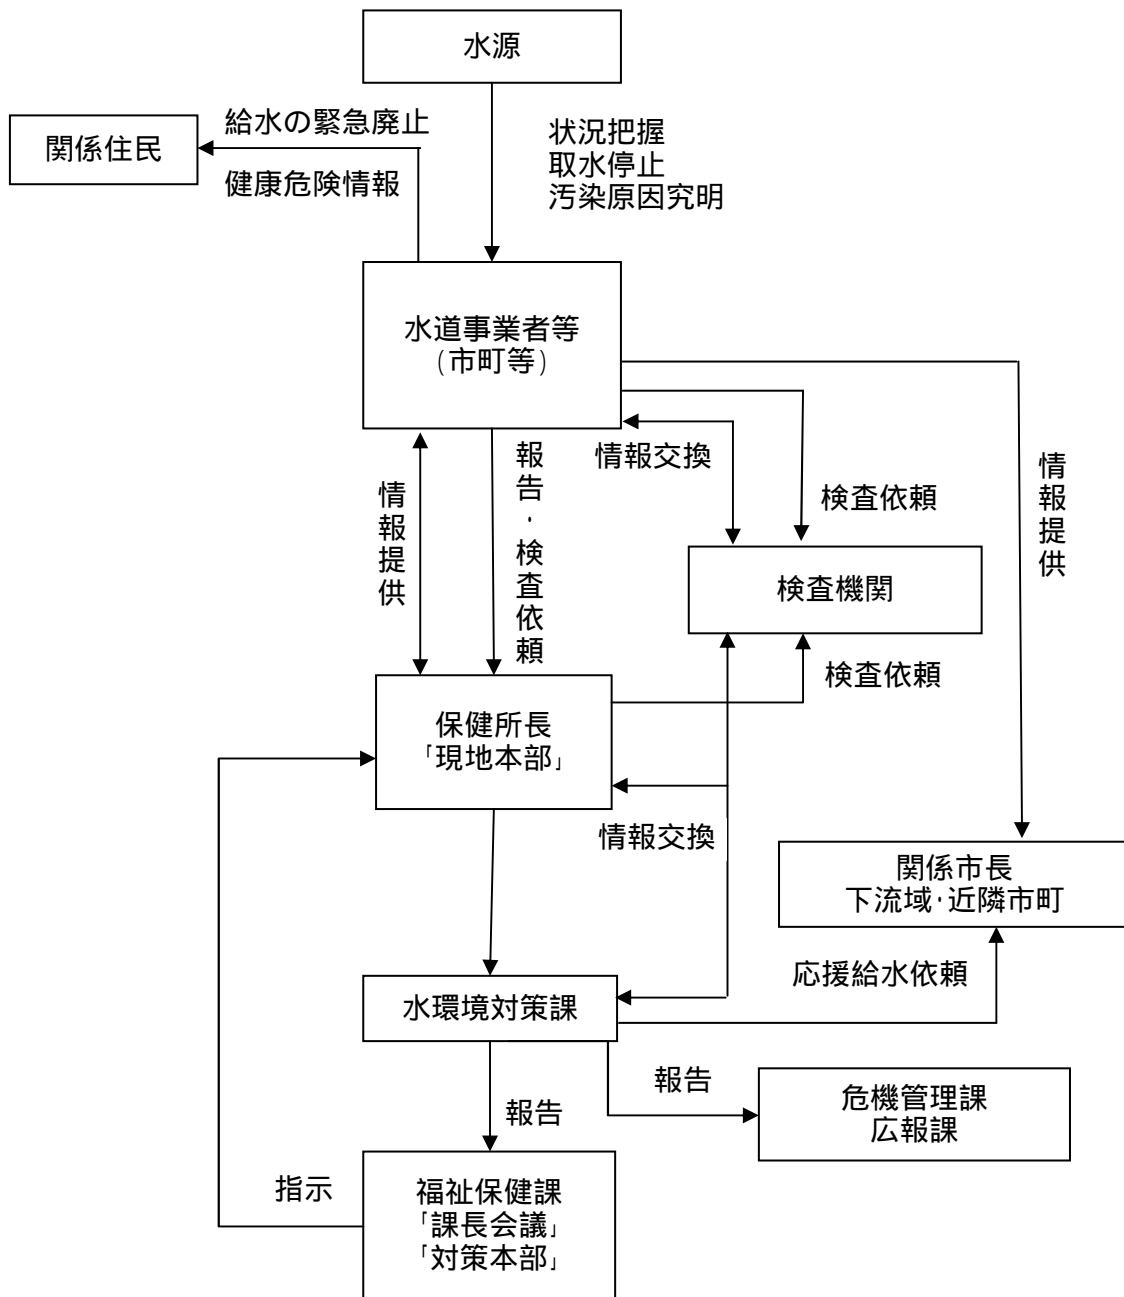 水源
給水の緊急廃止
関係住民
健康危険情報
状況把握
取水停止
汚染原因究明
水道事業者等
(市町等)
情報提供
報告・検査依頼
情報交換
検査依頼
情報提供
検査機関
検査依頼
保健所長
「現地本部」
情報交換
関係市長
下流域・近隣市町
応援給水依頼
水環境対策課
報告
危機管理課
広報課
報告
指示
福祉保健課
「課長会議」
「対策本部」